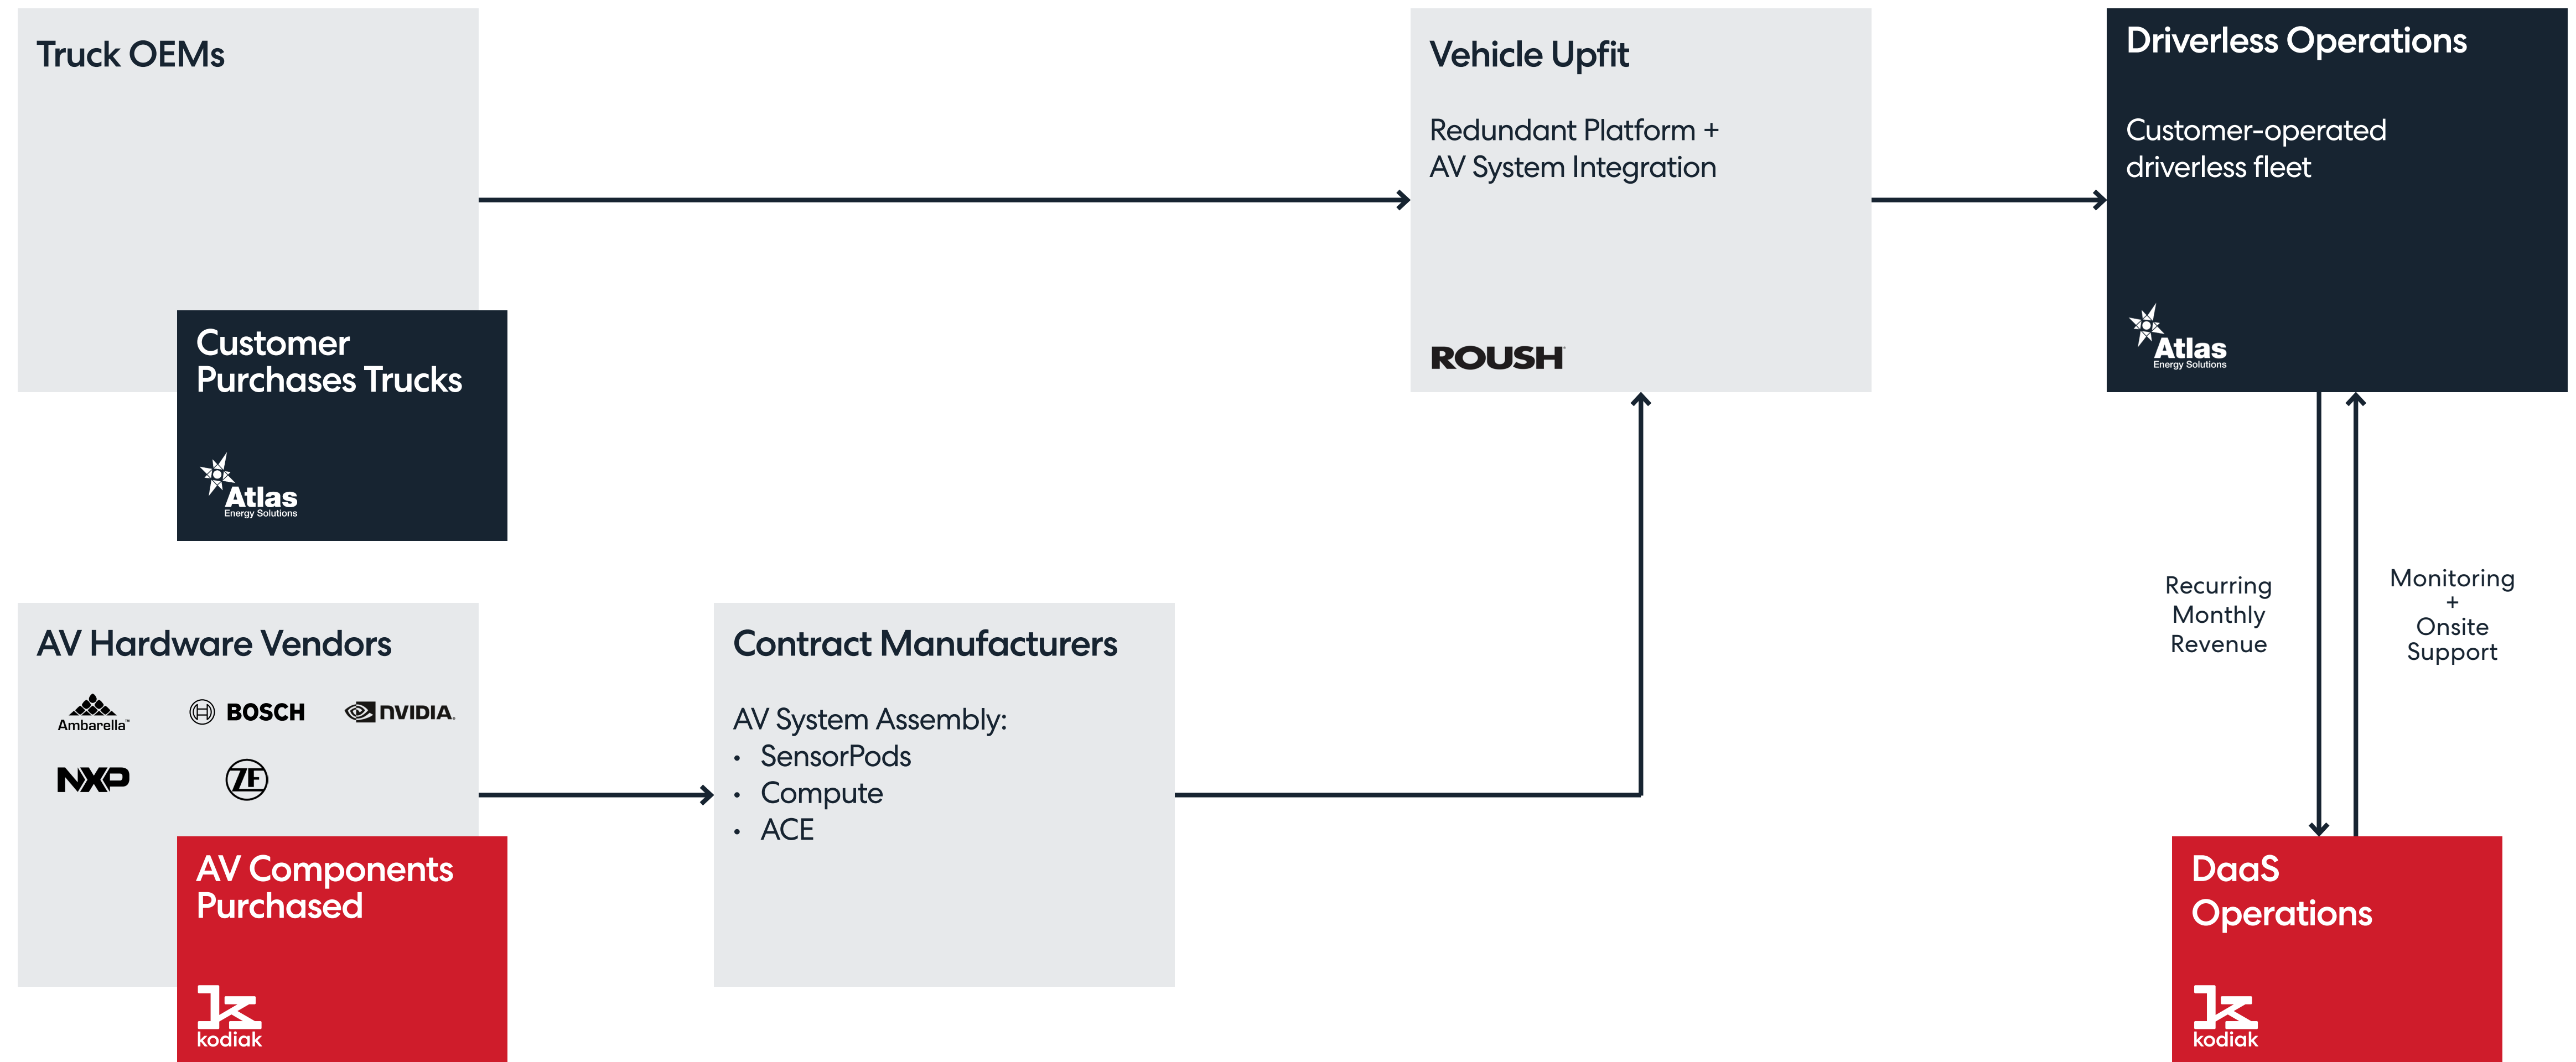 Truck OEMs
Customer
Purchases Trucks
Atlas
Energy Solutions
Vehicle Upfit
Redundant Platform +
AV System Integration
ROUSH
Driverless Operations
Customer-operated
driverless fleet
Atlas
Energy Solutions
AV Hardware Vendors
Ambarella™
BOSCH
NVIDIA.
NXP
ZF
AV Components
Purchased
kodiak
Contract Manufacturers
AV System Assembly:
• SensorPods
• Compute
• ACE
Recurring
Monthly
Revenue
Monitoring
+
Onsite
Support
DaaS
Operations
kodiak